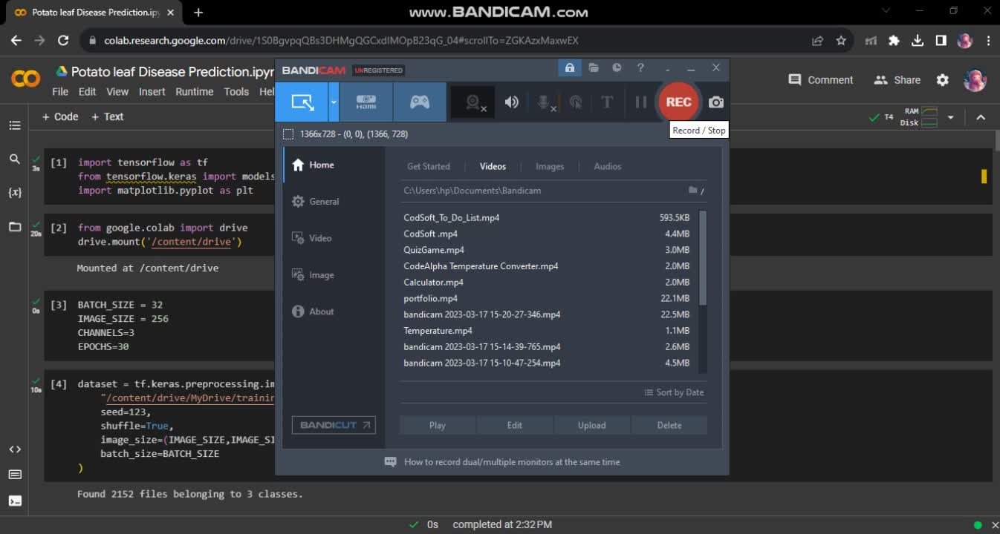 Potato leaf Disease Prediction.ip
www.BANDICAM.com
colab.research.google.com/drive/1S0BgvpqQBs3DHMgQGCxdIMOpB23qG_04#scrollTo=ZGKAzxMaxwEX
Potato leaf Disease Prediction.ipyn
File Edit View Insert Runtime Tools Hel
Comment Share
+ Code + Text
T4 RAM Disk
BANDICAM UNREGISTERED
HDMI
REC
Record / Stop
1366x728 - (0, 0), (1366, 728)
Home
General
Video
Image
About
BANDICUT
Get Started Videos Images Audios
C:\Users\hp\Documents\Bandicam /
CodSoft_To_Do_List.mp4 593.5KB
CodSoft .mp4 4.4MB
QuizGame.mp4 3.0MB
CodeAlpha Temperature Converter.mp4 2.0MB
Calculator.mp4 2.0MB
portfolio.mp4 22.1MB
bandicam 2023-03-17 15-20-27-346.mp4 22.5MB
Temperature.mp4 1.1MB
bandicam 2023-03-17 15-14-39-765.mp4 2.6MB
bandicam 2023-03-17 15-10-47-254.mp4 4.5MB
Sort by Date
Play Edit Upload Delete
How to record dual/multiple monitors at the same time
3s [1] import tensorflow as tf
from tensorflow.keras import models
import matplotlib.pyplot as plt
20s [2] from google.colab import drive
drive.mount('/content/drive')
Mounted at /content/drive
0s [3] BATCH_SIZE = 32
IMAGE_SIZE = 256
CHANNELS=3
EPOCHS=30
10s [4] dataset = tf.keras.preprocessing.im
"/content/drive/MyDrive/trainin
seed=123,
shuffle=True,
image_size=(IMAGE_SIZE,IMAGE_SI
batch_size=BATCH_SIZE
)
Found 2152 files belonging to 3 classes.
0s completed at 2:32 PM